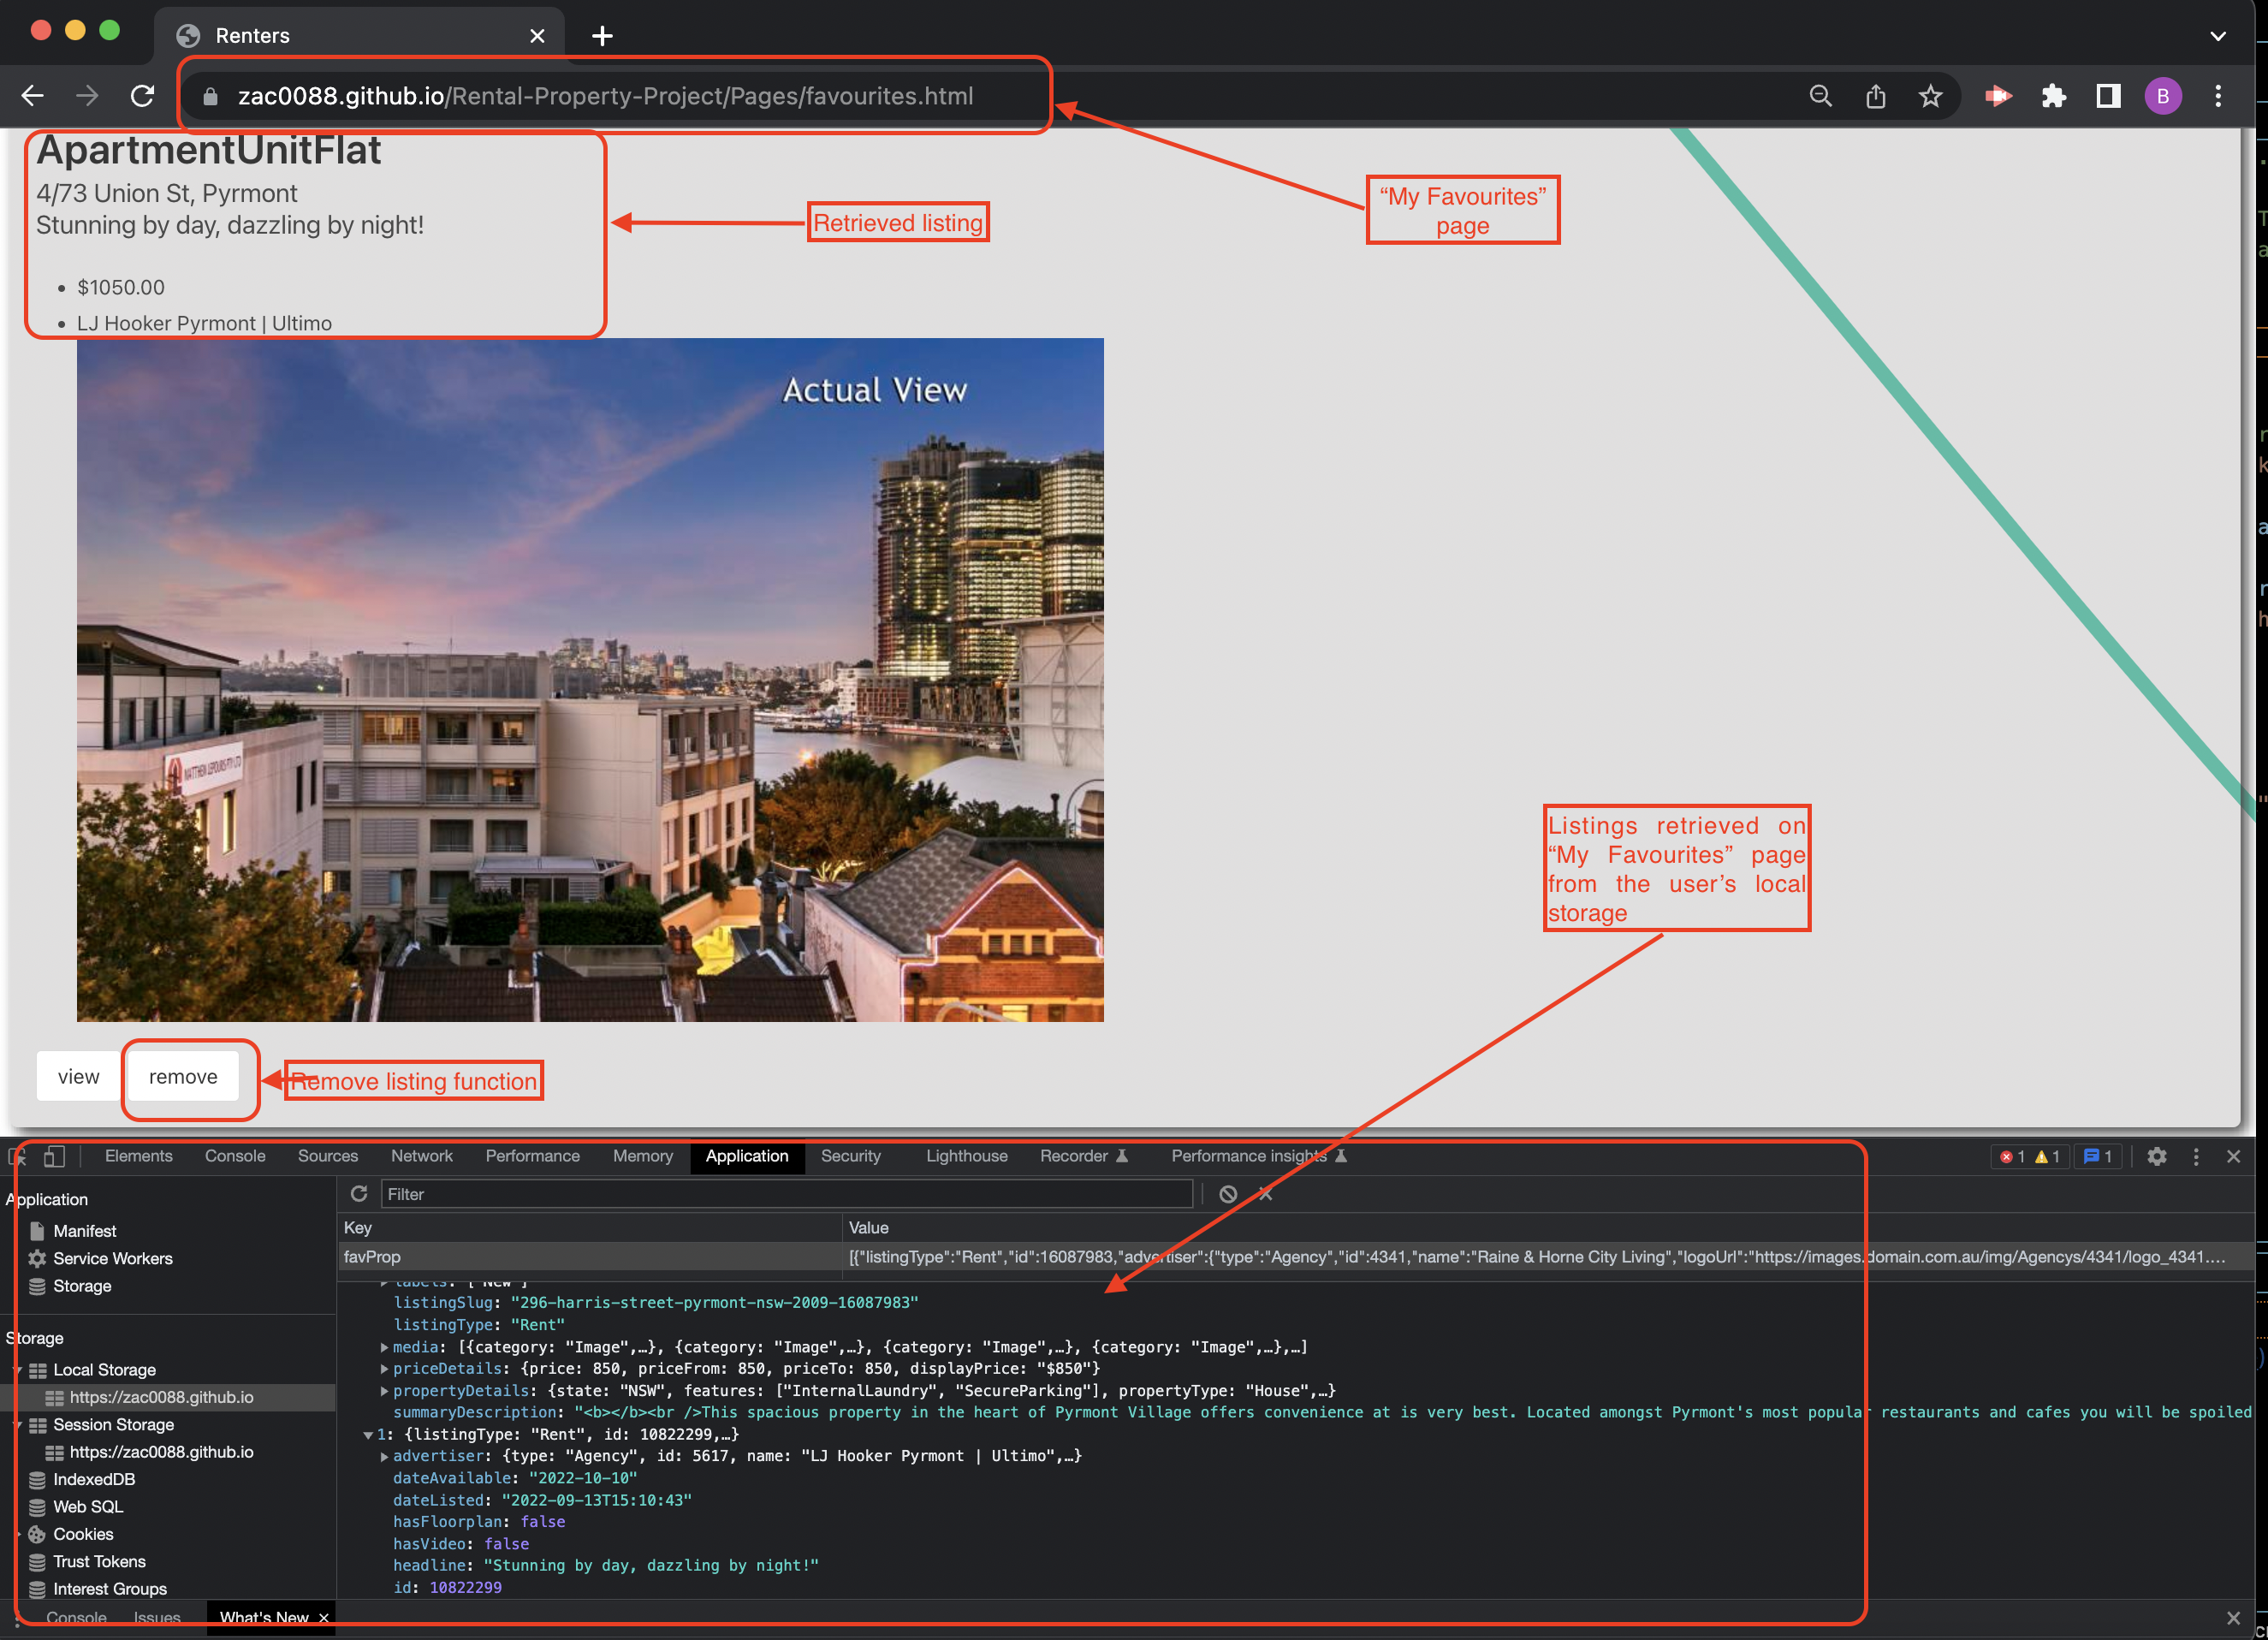 Renters
zac0088.github.io/Rental-Property-Project/Pages/favourites.html
B
ApartmentUnitFlat
4/73 Union St, Pyrmont
Stunning by day, dazzling by night!
$1050.00
LJ Hooker Pyrmont | Ultimo
Retrieved listing
“My Favourites”
page
Actual View
Listings retrieved on
“My Favourites” page
from the user’s local
storage
view
remove
Remove listing function
Elements Console Sources Network Performance Memory Application Security Lighthouse Recorder Performance insights 1 1 1
Application
Manifest
Service Workers
Storage
Storage
Local Storage
https://zac0088.github.io
Session Storage
https://zac0088.github.io
IndexedDB
Web SQL
Cookies
Trust Tokens
Interest Groups
Filter
Key Value
favProp [{"listingType":"Rent","id":16087983,"advertiser":{"type":"Agency","id":4341,"name":"Raine & Horne City Living","logoUrl":"https://images.domain.com.au/img/Agencys/4341/logo_4341.…
labels: ["New"]
listingSlug: "296-harris-street-pyrmont-nsw-2009-16087983"
listingType: "Rent"
media: [{category: "Image",…}, {category: "Image",…}, {category: "Image",…}, {category: "Image",…},…]
priceDetails: {price: 850, priceFrom: 850, priceTo: 850, displayPrice: "$850"}
propertyDetails: {state: "NSW", features: ["InternalLaundry", "SecureParking"], propertyType: "House",…}
summaryDescription: "<b></b><br />This spacious property in the heart of Pyrmont Village offers convenience at is very best. Located amongst Pyrmont's most popular restaurants and cafes you will be spoiled
1: {listingType: "Rent", id: 10822299,…}
advertiser: {type: "Agency", id: 5617, name: "LJ Hooker Pyrmont | Ultimo",…}
dateAvailable: "2022-10-10"
dateListed: "2022-09-13T15:10:43"
hasFloorplan: false
hasVideo: false
headline: "Stunning by day, dazzling by night!"
id: 10822299
Console Issues What's New